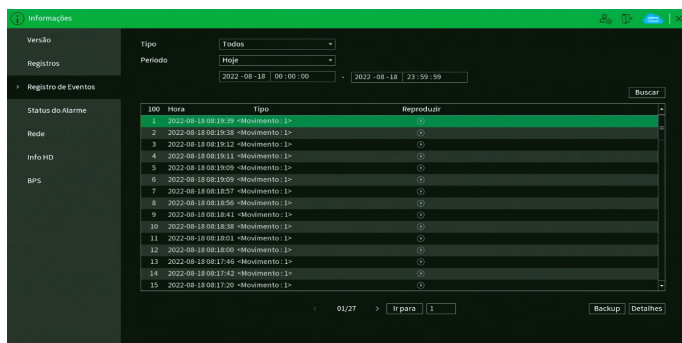 Informações
Versão
Registros
Registro de Eventos
Status do Alarme
Rede
Info HD
BPS
Tipo Todos
Período Hoje
2022 -08 -18 00 : 00 : 00 - 2022 -08 -18 23 : 59 : 59
Buscar
100 Hora Tipo Reproduzir
1 2022-08-18 08:19:39 <Movimento : 1>
2 2022-08-18 08:19:38 <Movimento : 1>
3 2022-08-18 08:19:12 <Movimento : 1>
4 2022-08-18 08:19:11 <Movimento : 1>
5 2022-08-18 08:19:09 <Movimento : 1>
6 2022-08-18 08:19:09 <Movimento : 1>
7 2022-08-18 08:18:57 <Movimento : 1>
8 2022-08-18 08:18:56 <Movimento : 1>
9 2022-08-18 08:18:41 <Movimento : 1>
10 2022-08-18 08:18:38 <Movimento : 1>
11 2022-08-18 08:18:01 <Movimento : 1>
12 2022-08-18 08:18:00 <Movimento : 1>
13 2022-08-18 08:17:46 <Movimento : 1>
14 2022-08-18 08:17:42 <Movimento : 1>
15 2022-08-18 08:17:20 <Movimento : 1>
< 01/27 > Ir para 1
Backup Detalhes